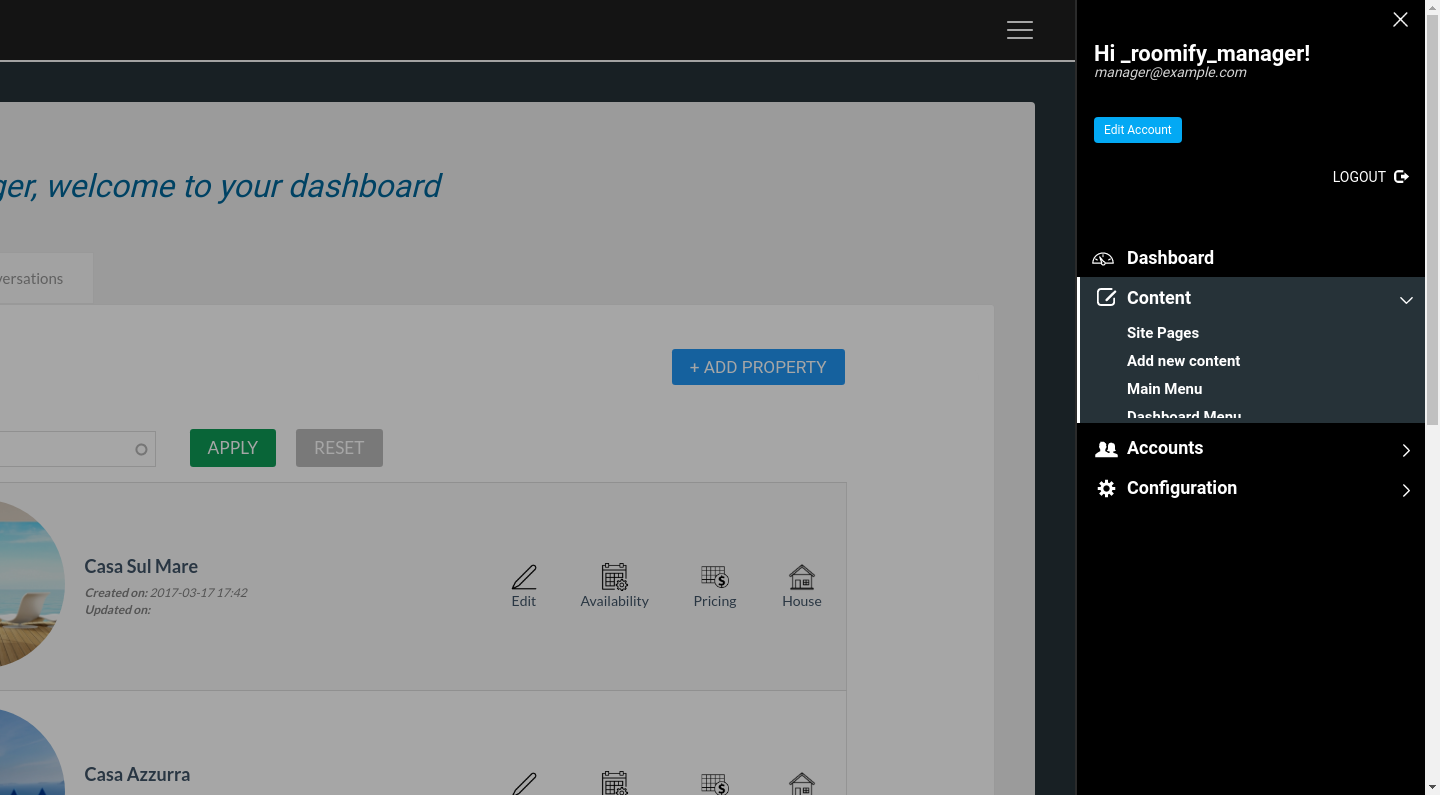 Hi _roomify_manager!
manager@example.com
Edit Account
LOGOUT
Dashboard
Content
Site Pages
Add new content
Main Menu
Dashboard Menu
Accounts
Configuration
ger, welcome to your dashboard
versations
+ ADD PROPERTY
APPLY
RESET
Casa Sul Mare
Created on: 2017-03-17 17:42
Updated on:
Edit
Availability
Pricing
House
Casa Azzurra